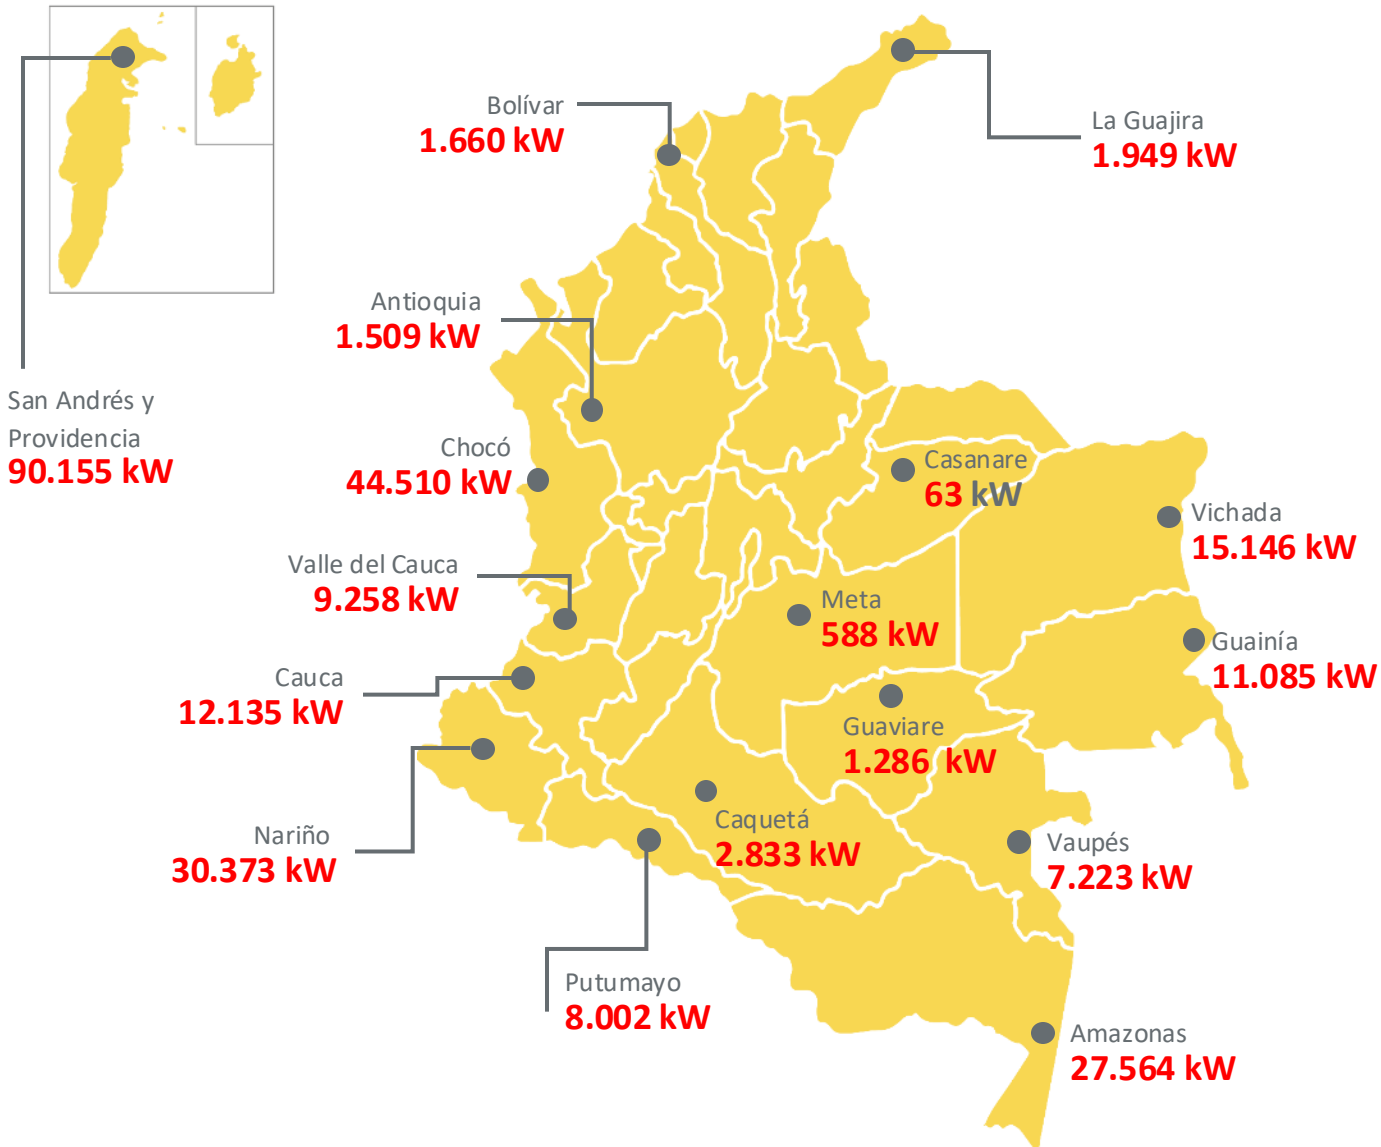 Bolívar
1.660 kW
La Guajira
1.949 kW
Antioquia
1.509 kW
San Andrés y
Providencia
90.155 kW
Chocó
44.510 kW
Casanare
63 kW
Vichada
15.146 kW
Valle del Cauca
9.258 kW
Meta
588 kW
Guainía
11.085 kW
Cauca
12.135 kW
Guaviare
1.286 kW
Nariño
30.373 kW
Caquetá
2.833 kW
Vaupés
7.223 kW
Putumayo
8.002 kW
Amazonas
27.564 kW